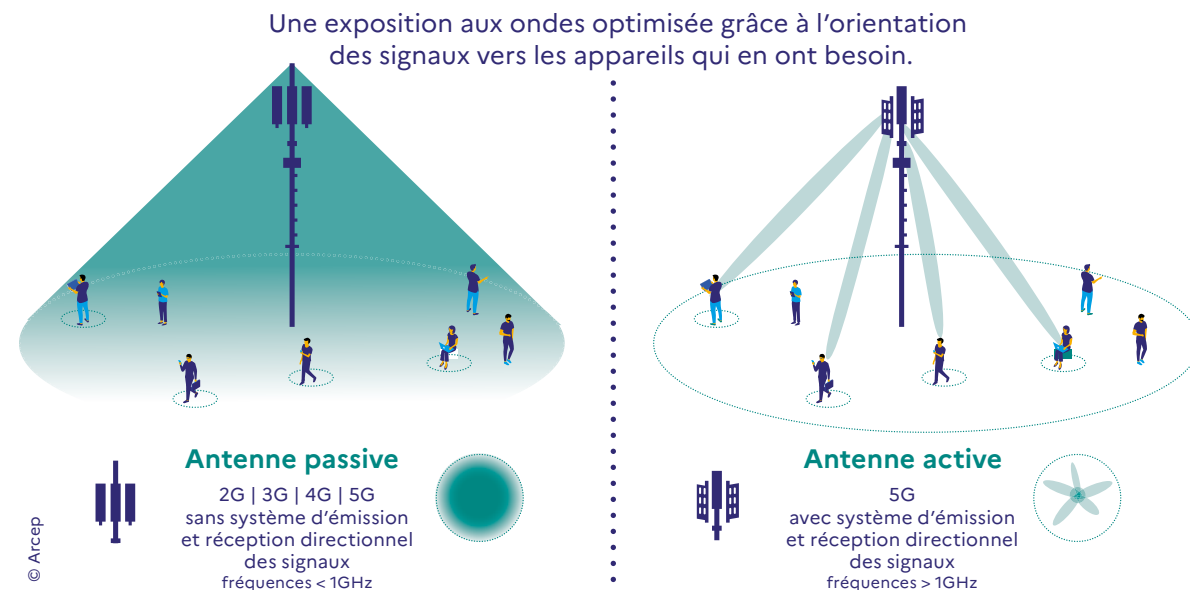 Une exposition aux ondes optimisée grâce à l'orientation
des signaux vers les appareils qui en ont besoin.
Antenne passive
2G | 3G | 4G | 5G
sans système d'émission
et réception directionnel
des signaux
fréquences < 1GHz
Antenne active
5G
avec système d'émission
et réception directionnel
des signaux
fréquences > 1GHz
© Arcep